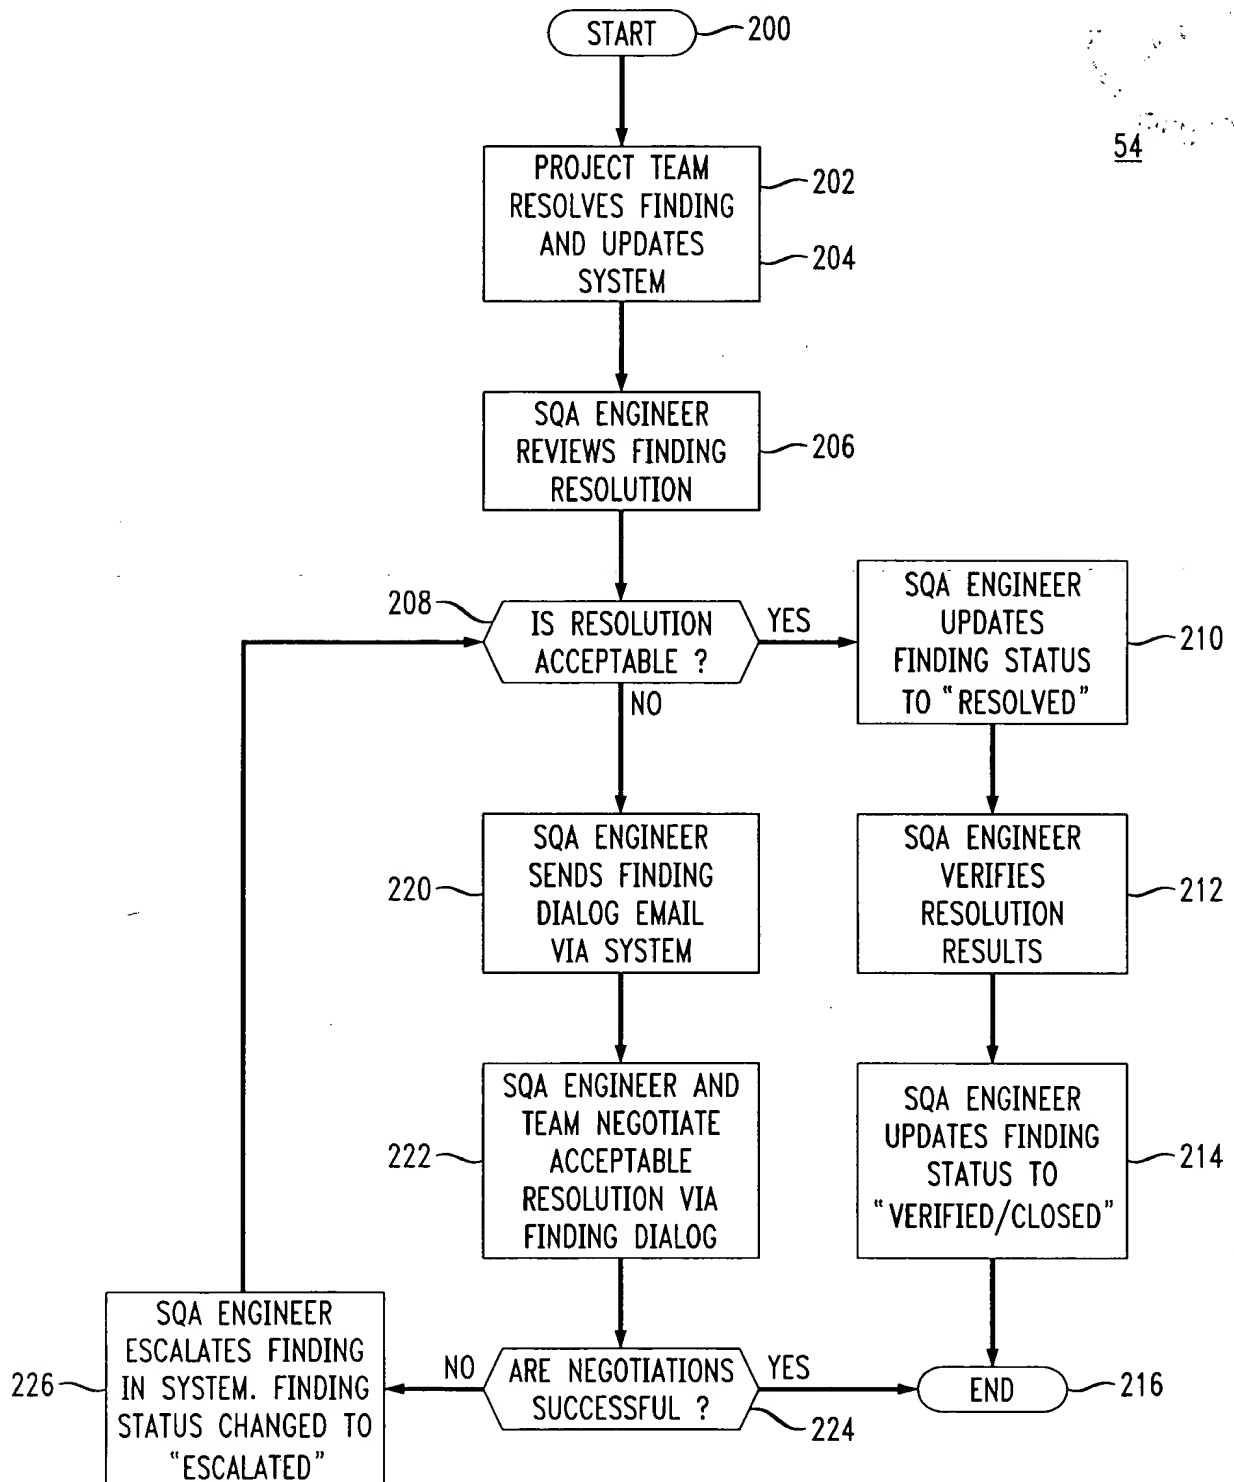 START
200
54
PROJECT TEAM
RESOLVES FINDING
AND UPDATES
SYSTEM
202
204
SQA ENGINEER
REVIEWS FINDING
RESOLUTION
206
208
IS RESOLUTION
ACCEPTABLE ?
YES
NO
SQA ENGINEER
UPDATES
FINDING STATUS
TO "RESOLVED"
210
220
SQA ENGINEER
SENDS FINDING
DIALOG EMAIL
VIA SYSTEM
SQA ENGINEER
VERIFIES
RESOLUTION
RESULTS
212
222
SQA ENGINEER AND
TEAM NEGOTIATE
ACCEPTABLE
RESOLUTION VIA
FINDING DIALOG
SQA ENGINEER
UPDATES FINDING
STATUS TO
"VERIFIED/CLOSED"
214
226
SQA ENGINEER
ESCALATES FINDING
IN SYSTEM. FINDING
STATUS CHANGED TO
"ESCALATED"
NO
ARE NEGOTIATIONS
SUCCESSFUL ?
YES
224
END
216